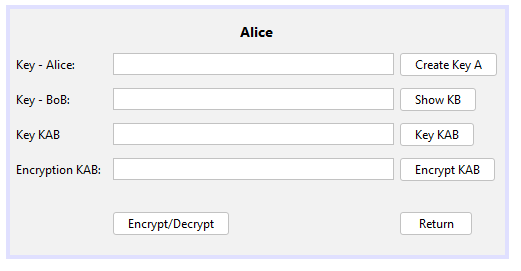 Alice
Key - Alice: Create Key A
Key - BoB: Show KB
Key KAB Key KAB
Encryption KAB: Encrypt KAB
Encrypt/Decrypt Return